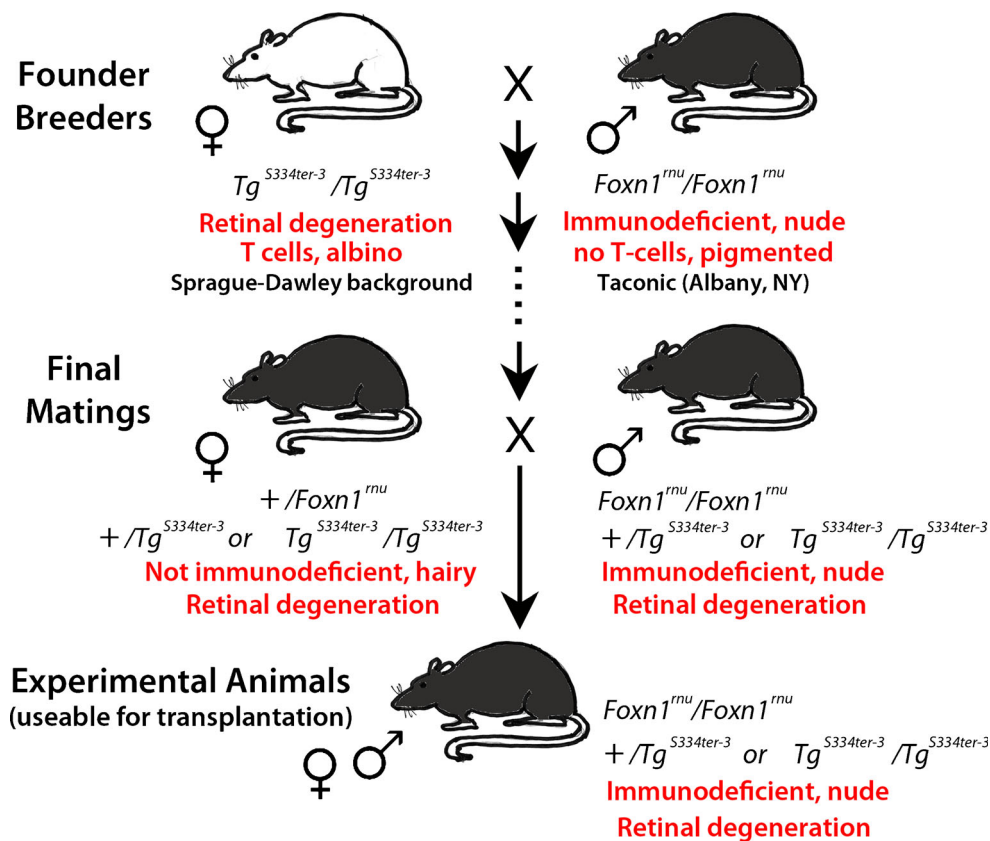 Founder
Breeders
♀
X
♂
Tg^S334ter-3 /Tg^S334ter-3
Retinal degeneration
T cells, albino
Sprague-Dawley background
Foxn1^rnu/Foxn1^rnu
Immunodeficient, nude
no T-cells, pigmented
Taconic (Albany, NY)
Final
Matings
♀
X
♂
+/Foxn1^rnu
+/Tg^S334ter-3 or Tg^S334ter-3 /Tg^S334ter-3
Not immunodeficient, hairy
Retinal degeneration
Foxn1^rnu/Foxn1^rnu
+/Tg^S334ter-3 or Tg^S334ter-3 /Tg^S334ter-3
Immunodeficient, nude
Retinal degeneration
Experimental Animals
(useable for transplantation)
♀ ♂
Foxn1^rnu/Foxn1^rnu
+/Tg^S334ter-3 or Tg^S334ter-3 /Tg^S334ter-3
Immunodeficient, nude
Retinal degeneration